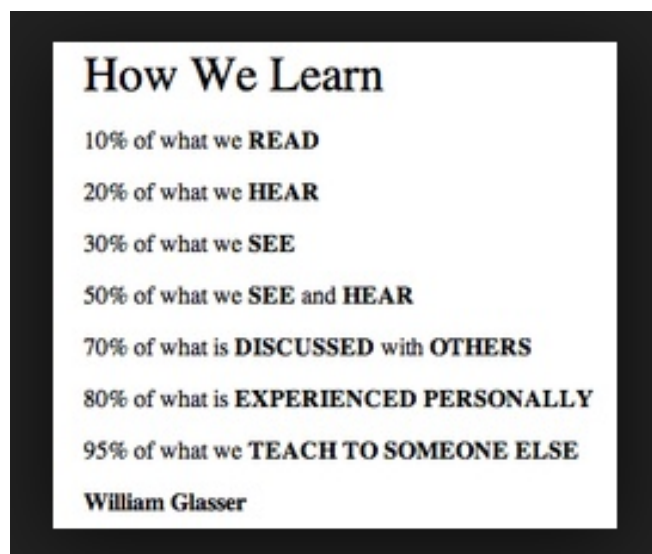 How We Learn
10% of what we READ
20% of what we HEAR
30% of what we SEE
50% of what we SEE and HEAR
70% of what is DISCUSSED with OTHERS
80% of what is EXPERIENCED PERSONALLY
95% of what we TEACH TO SOMEONE ELSE
William Glasser